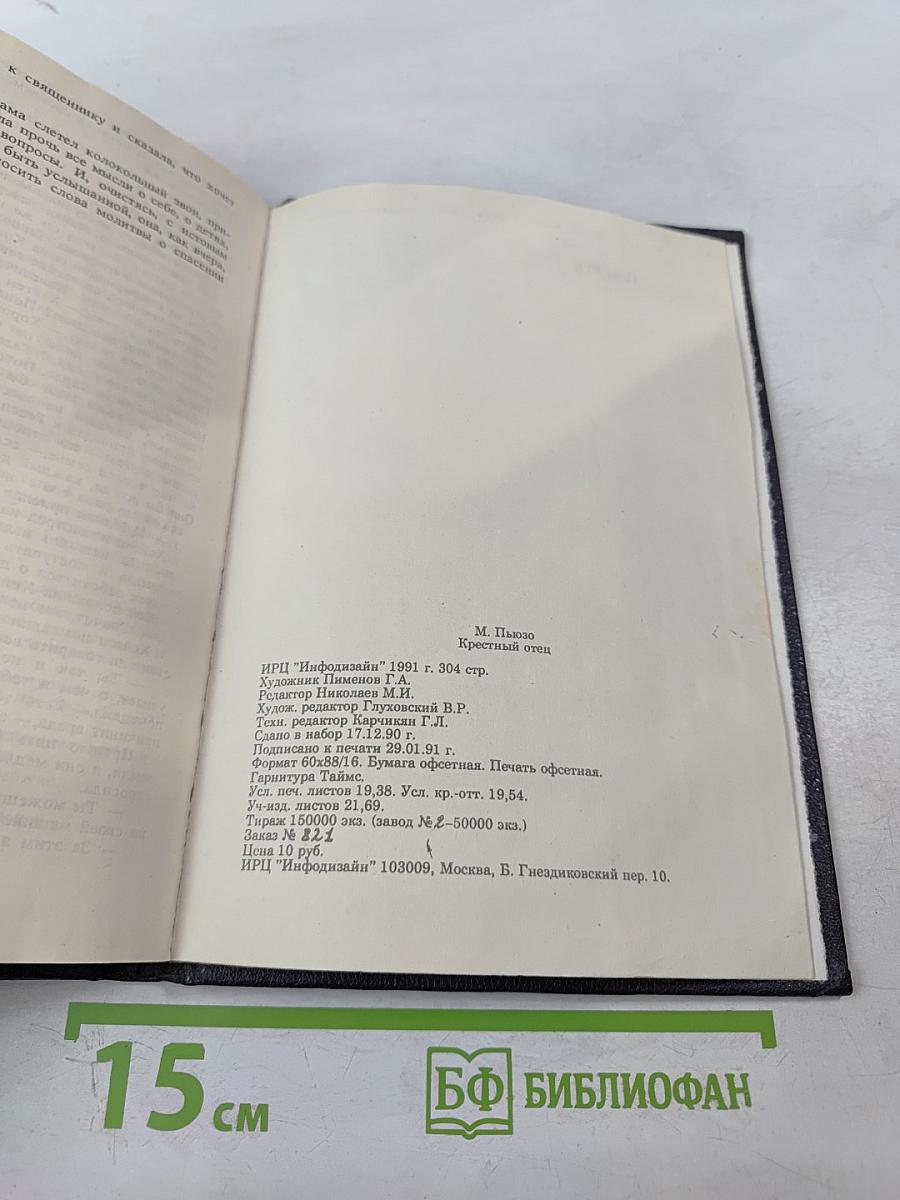 к священнику и сказала, что хочет
ама слетел колокольный звон, при-
ла прочь все мысли о себе, о детях,
вопросы. И, очистясь, с истовым
быть услышанной, она, как вчера,
носить слова молитвы о спасении
М. Пьюзо
Крестный отец
ИРЦ "Инфодизайн" 1991 г. 304 стр.
Художник Пименов Г.А.
Редактор Николаев М.И.
Худож. редактор Глуховский В.Р.
Техн. редактор Карчикян Г.Л.
Сдано в набор 17.12.90 г.
Подписано к печати 29.01.91 г.
Формат 60х88/16. Бумага офсетная. Печать офсетная.
Гарнитура Таймс.
Усл. печ. листов 19,38. Усл. кр.-отт. 19,54.
Уч-изд. листов 21,69.
Тираж 150000 экз. (завод №2-50000 экз.)
Заказ № 821
Цена 10 руб.
ИРЦ "Инфодизайн" 103009, Москва, Б. Гнездиковский пер. 10.
15 см
БФ БИБЛИОФАН